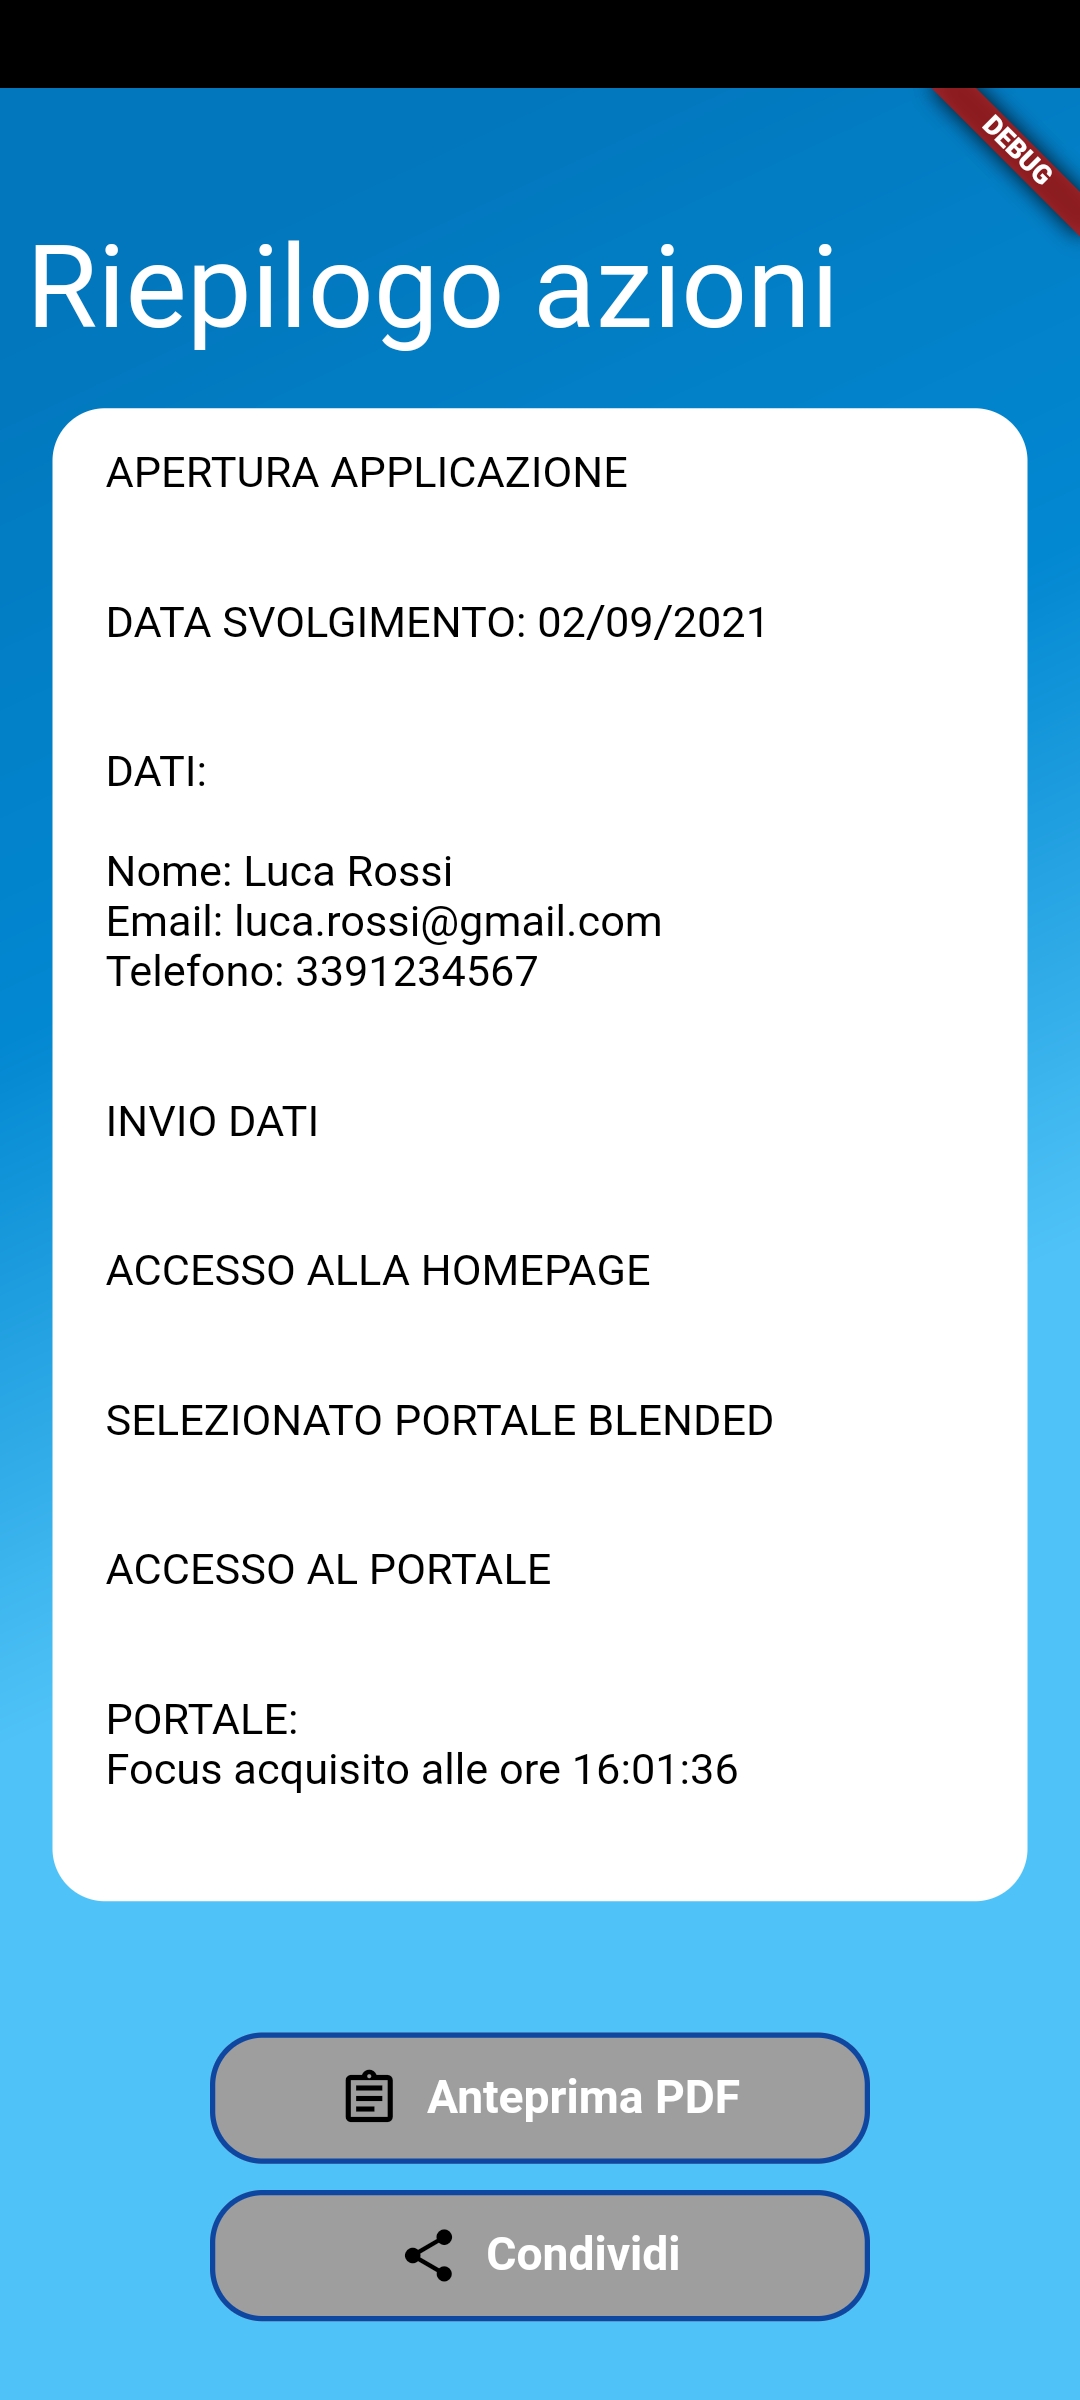 DEBUG
Riepilogo azioni
APERTURA APPLICAZIONE
DATA SVOLGIMENTO: 02/09/2021
DATI:
Nome: Luca Rossi
Email: luca.rossi@gmail.com
Telefono: 3391234567
INVIO DATI
ACCESSO ALLA HOMEPAGE
SELEZIONATO PORTALE BLENDED
ACCESSO AL PORTALE
PORTALE:
Focus acquisito alle ore 16:01:36
Anteprima PDF
Condividi